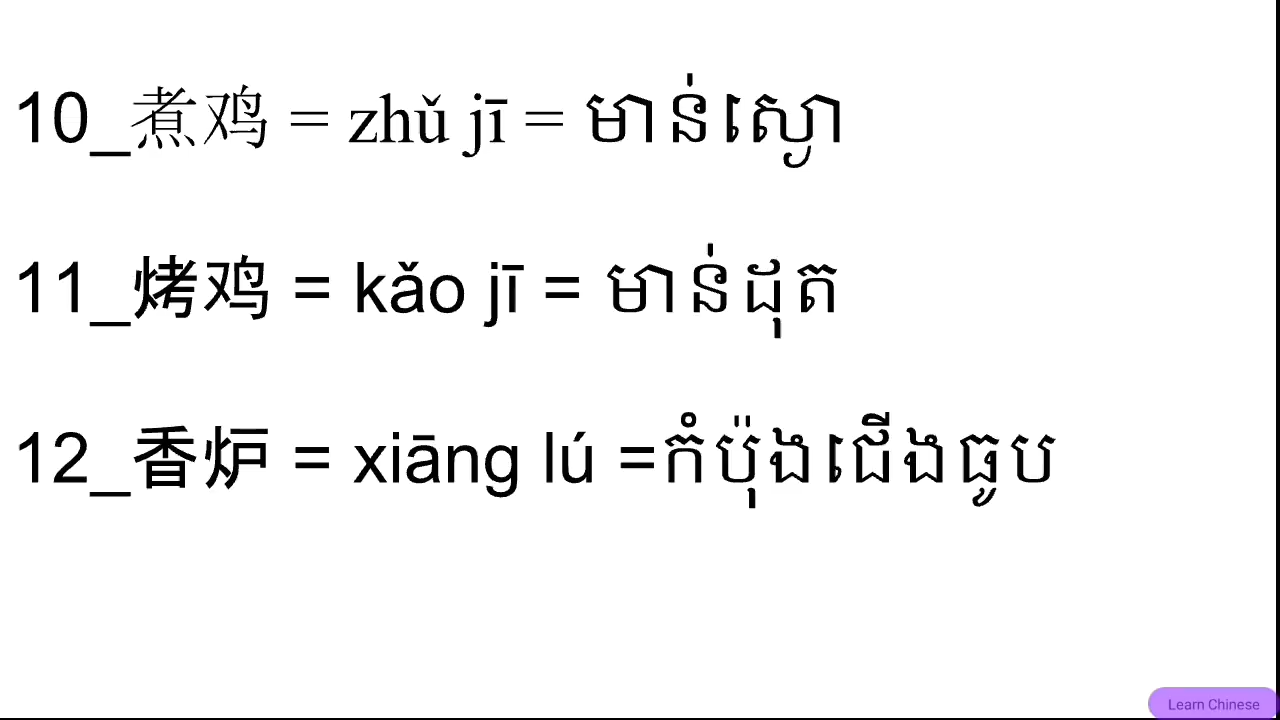 10_煮鸡 = zhǔ jī = មាន់ស្ងោ
11_烤鸡 = kǎo jī = មាន់ដុត
12_香炉 = xiāng lú =កំប៉ុងជើងធូប
Learn Chinese